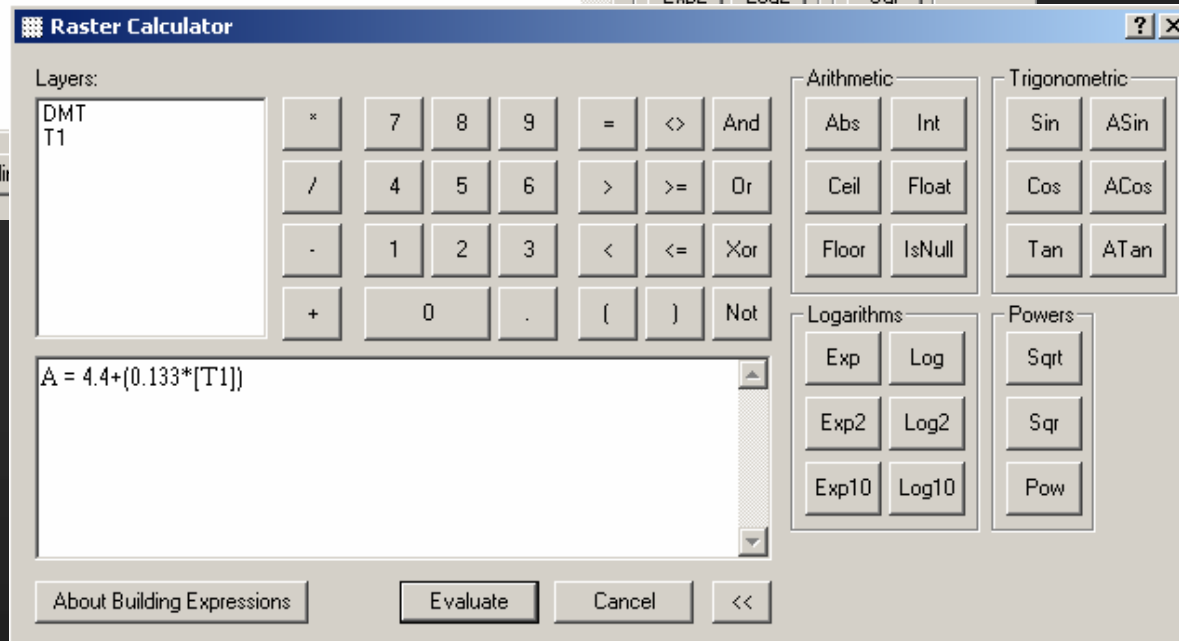 Raster Calculator
? X
Layers:
DMT
T1
* 7 8 9 = <> And
/ 4 5 6 > >= Or
- 1 2 3 < <= Xor
+ 0 . ( ) Not
Arithmetic
Abs Int
Ceil Float
Floor IsNull
Trigonometric
Sin ASin
Cos ACos
Tan ATan
Logarithms
Exp Log
Exp2 Log2
Exp10 Log10
Powers
Sqrt
Sqr
Pow
A = 4.4+(0.133*[T1])
About Building Expressions
Evaluate
Cancel
<<